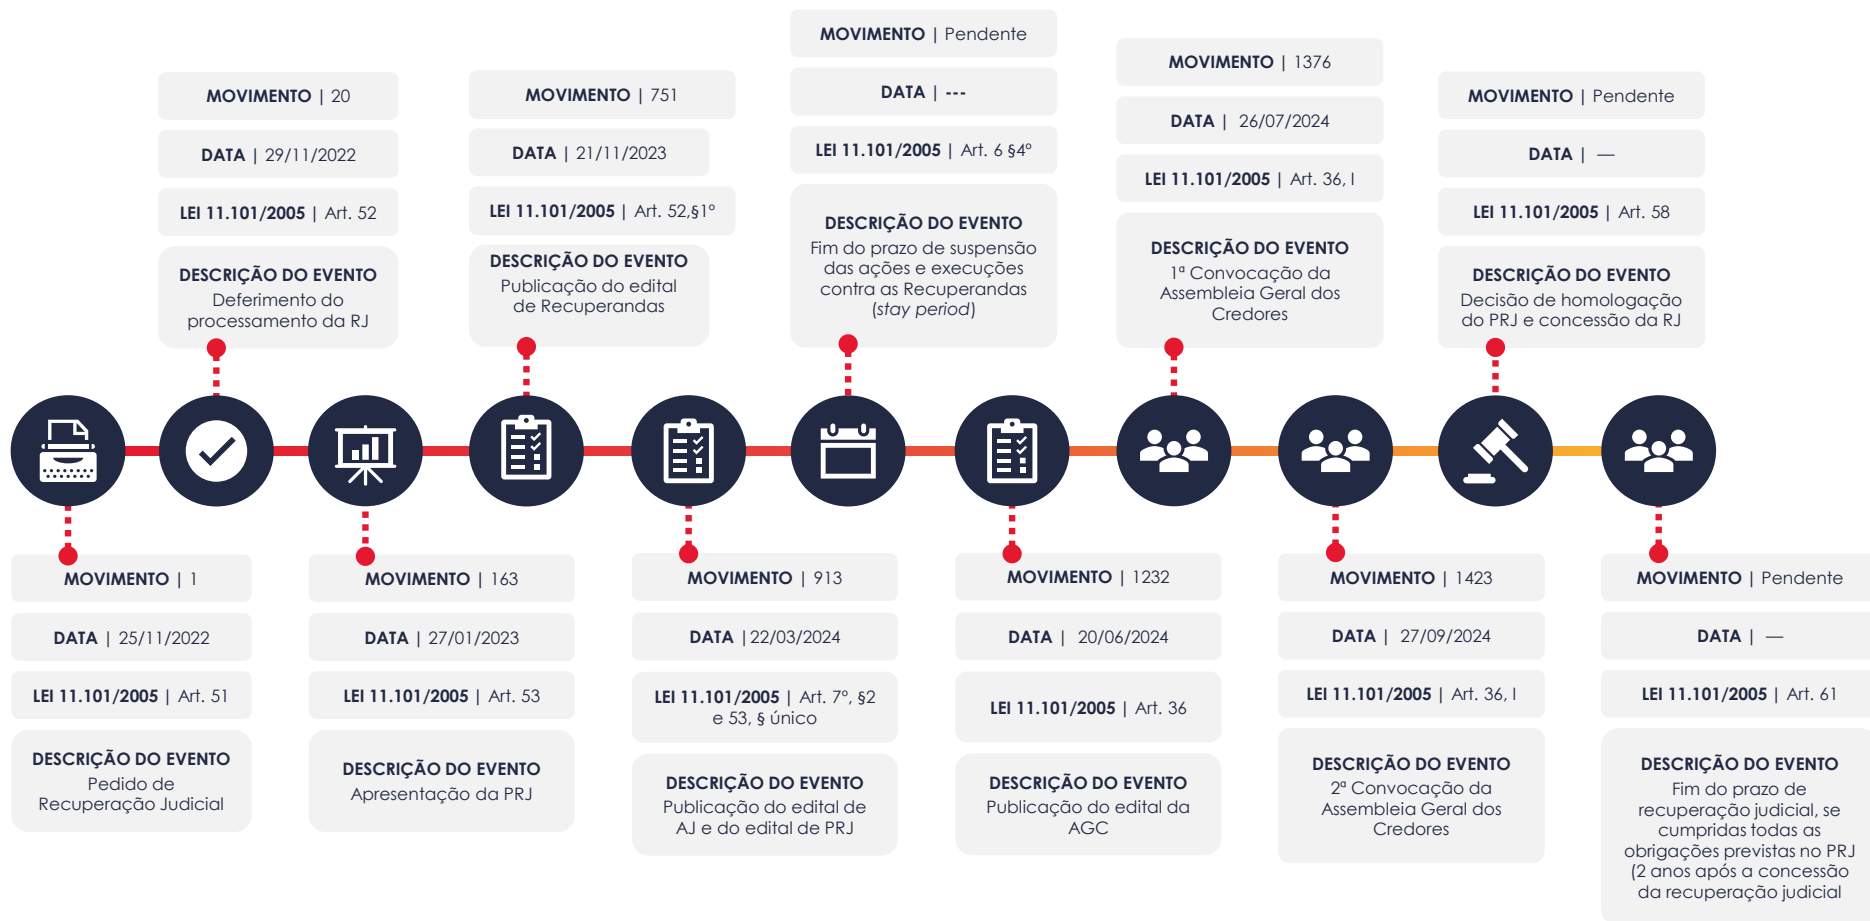 MOVIMENTO | 1
DATA | 25/11/2022
LEI 11.101/2005 | Art. 51
DESCRIÇÃO DO EVENTO
Pedido de
Recuperação Judicial
MOVIMENTO | 20
DATA | 29/11/2022
LEI 11.101/2005 | Art. 52
DESCRIÇÃO DO EVENTO
Deferimento do
processamento da RJ
MOVIMENTO | 163
DATA | 27/01/2023
LEI 11.101/2005 | Art. 53
DESCRIÇÃO DO EVENTO
Apresentação da PRJ
MOVIMENTO | 751
DATA | 21/11/2023
LEI 11.101/2005 | Art. 52,§1º
DESCRIÇÃO DO EVENTO
Publicação do edital
de Recuperandas
MOVIMENTO | 913
DATA |22/03/2024
LEI 11.101/2005 | Art. 7º, §2
e 53, § único
DESCRIÇÃO DO EVENTO
Publicação do edital de
AJ e do edital de PRJ
MOVIMENTO | Pendente
DATA | ---
LEI 11.101/2005 | Art. 6 §4º
DESCRIÇÃO DO EVENTO
Fim do prazo de suspensão
das ações e execuções
contra as Recuperandas
(stay period)
MOVIMENTO | 1232
DATA | 20/06/2024
LEI 11.101/2005 | Art. 36
DESCRIÇÃO DO EVENTO
Publicação do edital da
AGC
MOVIMENTO | 1376
DATA | 26/07/2024
LEI 11.101/2005 | Art. 36, I
DESCRIÇÃO DO EVENTO
1ª Convocação da
Assembleia Geral dos
Credores
MOVIMENTO | 1423
DATA | 27/09/2024
LEI 11.101/2005 | Art. 36, I
DESCRIÇÃO DO EVENTO
2ª Convocação da
Assembleia Geral dos
Credores
MOVIMENTO | Pendente
DATA | —
LEI 11.101/2005 | Art. 58
DESCRIÇÃO DO EVENTO
Decisão de homologação
do PRJ e concessão da RJ
MOVIMENTO | Pendente
DATA | —
LEI 11.101/2005 | Art. 61
DESCRIÇÃO DO EVENTO
Fim do prazo de
recuperação judicial, se
cumpridas todas as
obrigações previstas no PRJ
(2 anos após a concessão
da recuperação judicial